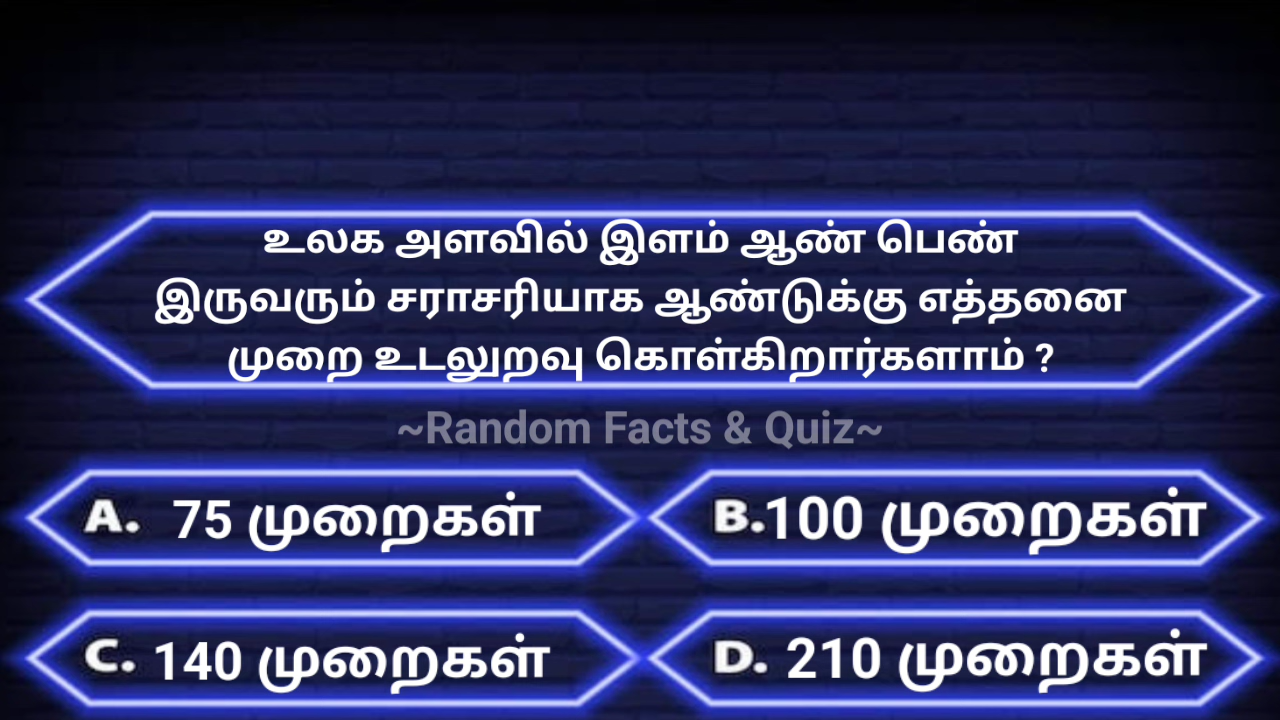 உலக அளவில் இளம் ஆண் பெண்
இருவரும் சராசரியாக ஆண்டுக்கு எத்தனை
முறை உடலுறவு கொள்கிறார்களாம் ?
~Random Facts & Quiz~
A. 75 முறைகள்
B.100 முறைகள்
C. 140 முறைகள்
D. 210 முறைகள்